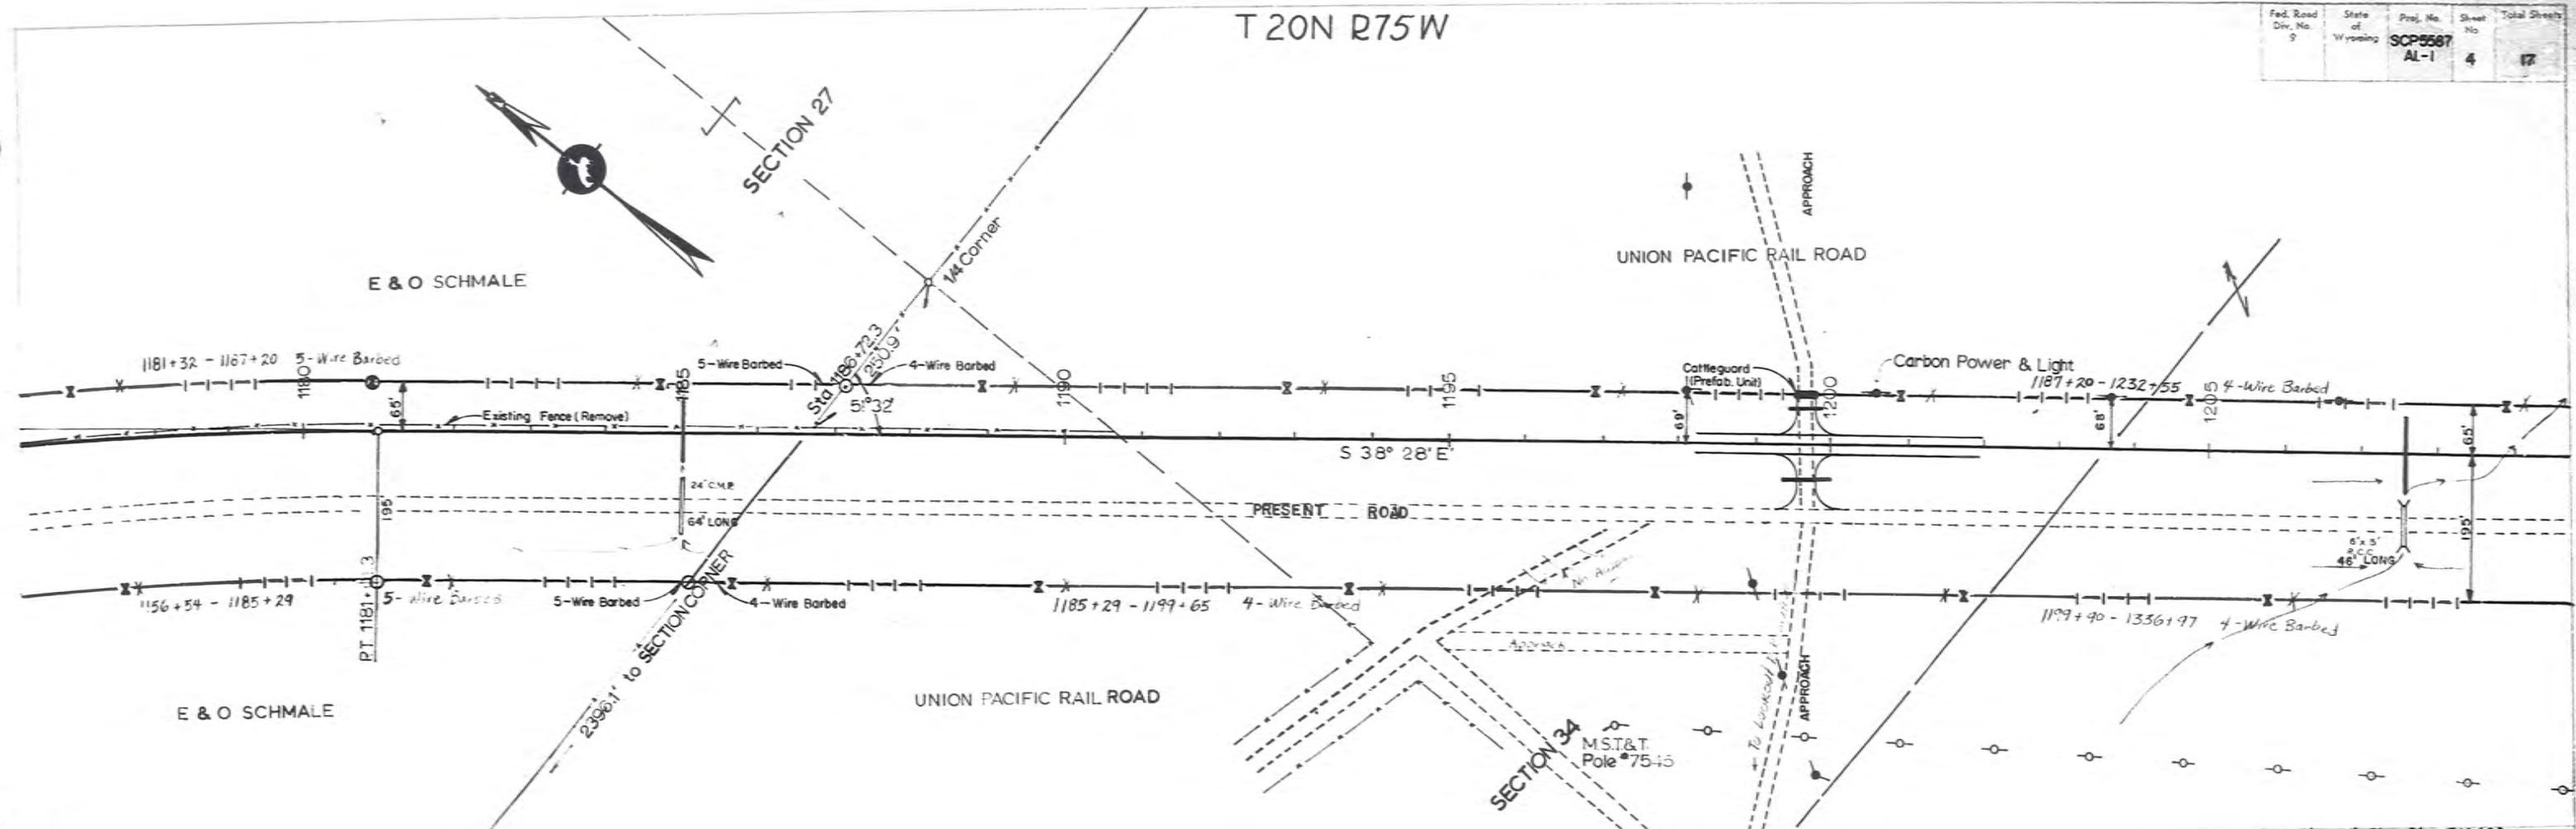 T 20N R75W
Fed. Road Div. No. 9
State of Wyoming
Proj. No. SCP5587 AL-1
Sheet No 4
Total Sheets 17
SECTION 27
1/4 Corner
APPROACH
UNION PACIFIC RAIL ROAD
E & O SCHMALE
1181+32 - 1187+20 5-Wire Barbed
1180
65'
Existing Fence (Remove)
1185
5-Wire Barbed
Sta 1186+72.3
250.9'
4-Wire Barbed
51°32'
1190
1195
Cattleguard
(Prefab. Unit)
69'
1200
Carbon Power & Light
1187+20 - 1232+55 4-Wire Barbed
68'
1205
65'
S 38° 28' E
24" C.M.P.
64' LONG
PRESENT ROAD
195'
195'
6' x 5'
R.C.C.
46' LONG
1156+54 - 1185+29 5-Wire Barbed
P.T. 1181+
5-Wire Barbed
4-Wire Barbed
1185+29 - 1199+65 4-Wire Barbed
1199+90 - 1336+97 4-Wire Barbed
2396.1' to SECTION CORNER
Approach
To Lookout
APPROACH
E & O SCHMALE
UNION PACIFIC RAIL ROAD
SECTION 34
M.S.T.&T.
Pole #7545